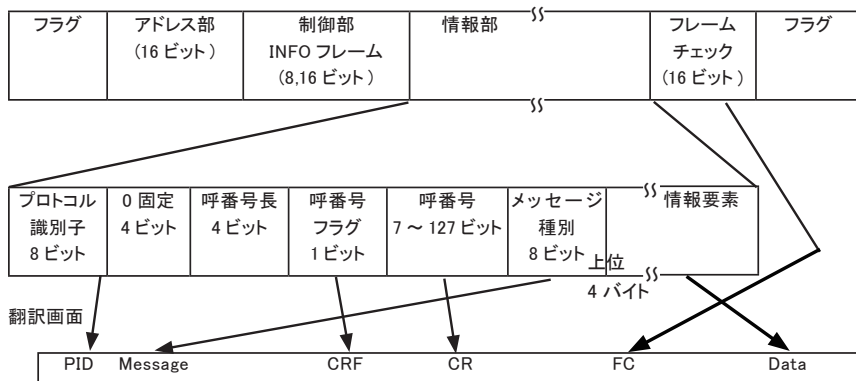 フラグ
アドレス部
(16 ビット)
制御部
INFO フレーム
(8,16 ビット)
情報部
フレーム
チェック
(16 ビット)
フラグ
プロトコル
識別子
8 ビット
0 固定
4 ビット
呼番号長
4 ビット
呼番号
フラグ
1 ビット
呼番号
7 ～ 127 ビット
メッセージ
種別
8 ビット
情報要素
上位
4 バイト
翻訳画面
PID Message CRF CR FC Data